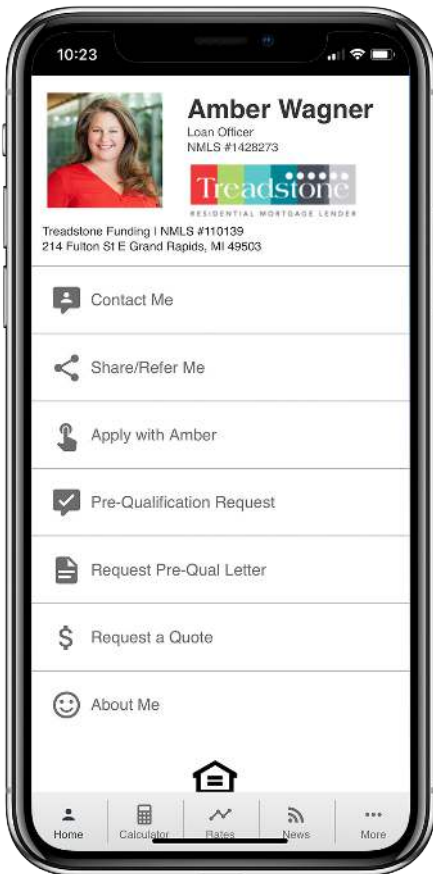 10:23
Amber Wagner
Loan Officer
NMLS #1428273
Treadstone
RESIDENTIAL MORTGAGE LENDER
Treadstone Funding | NMLS #110139
214 Fulton St E Grand Rapids, MI 49503
Contact Me
Share/Refer Me
Apply with Amber
Pre-Qualification Request
Request Pre-Qual Letter
Request a Quote
About Me
Home Calculator Rates News More